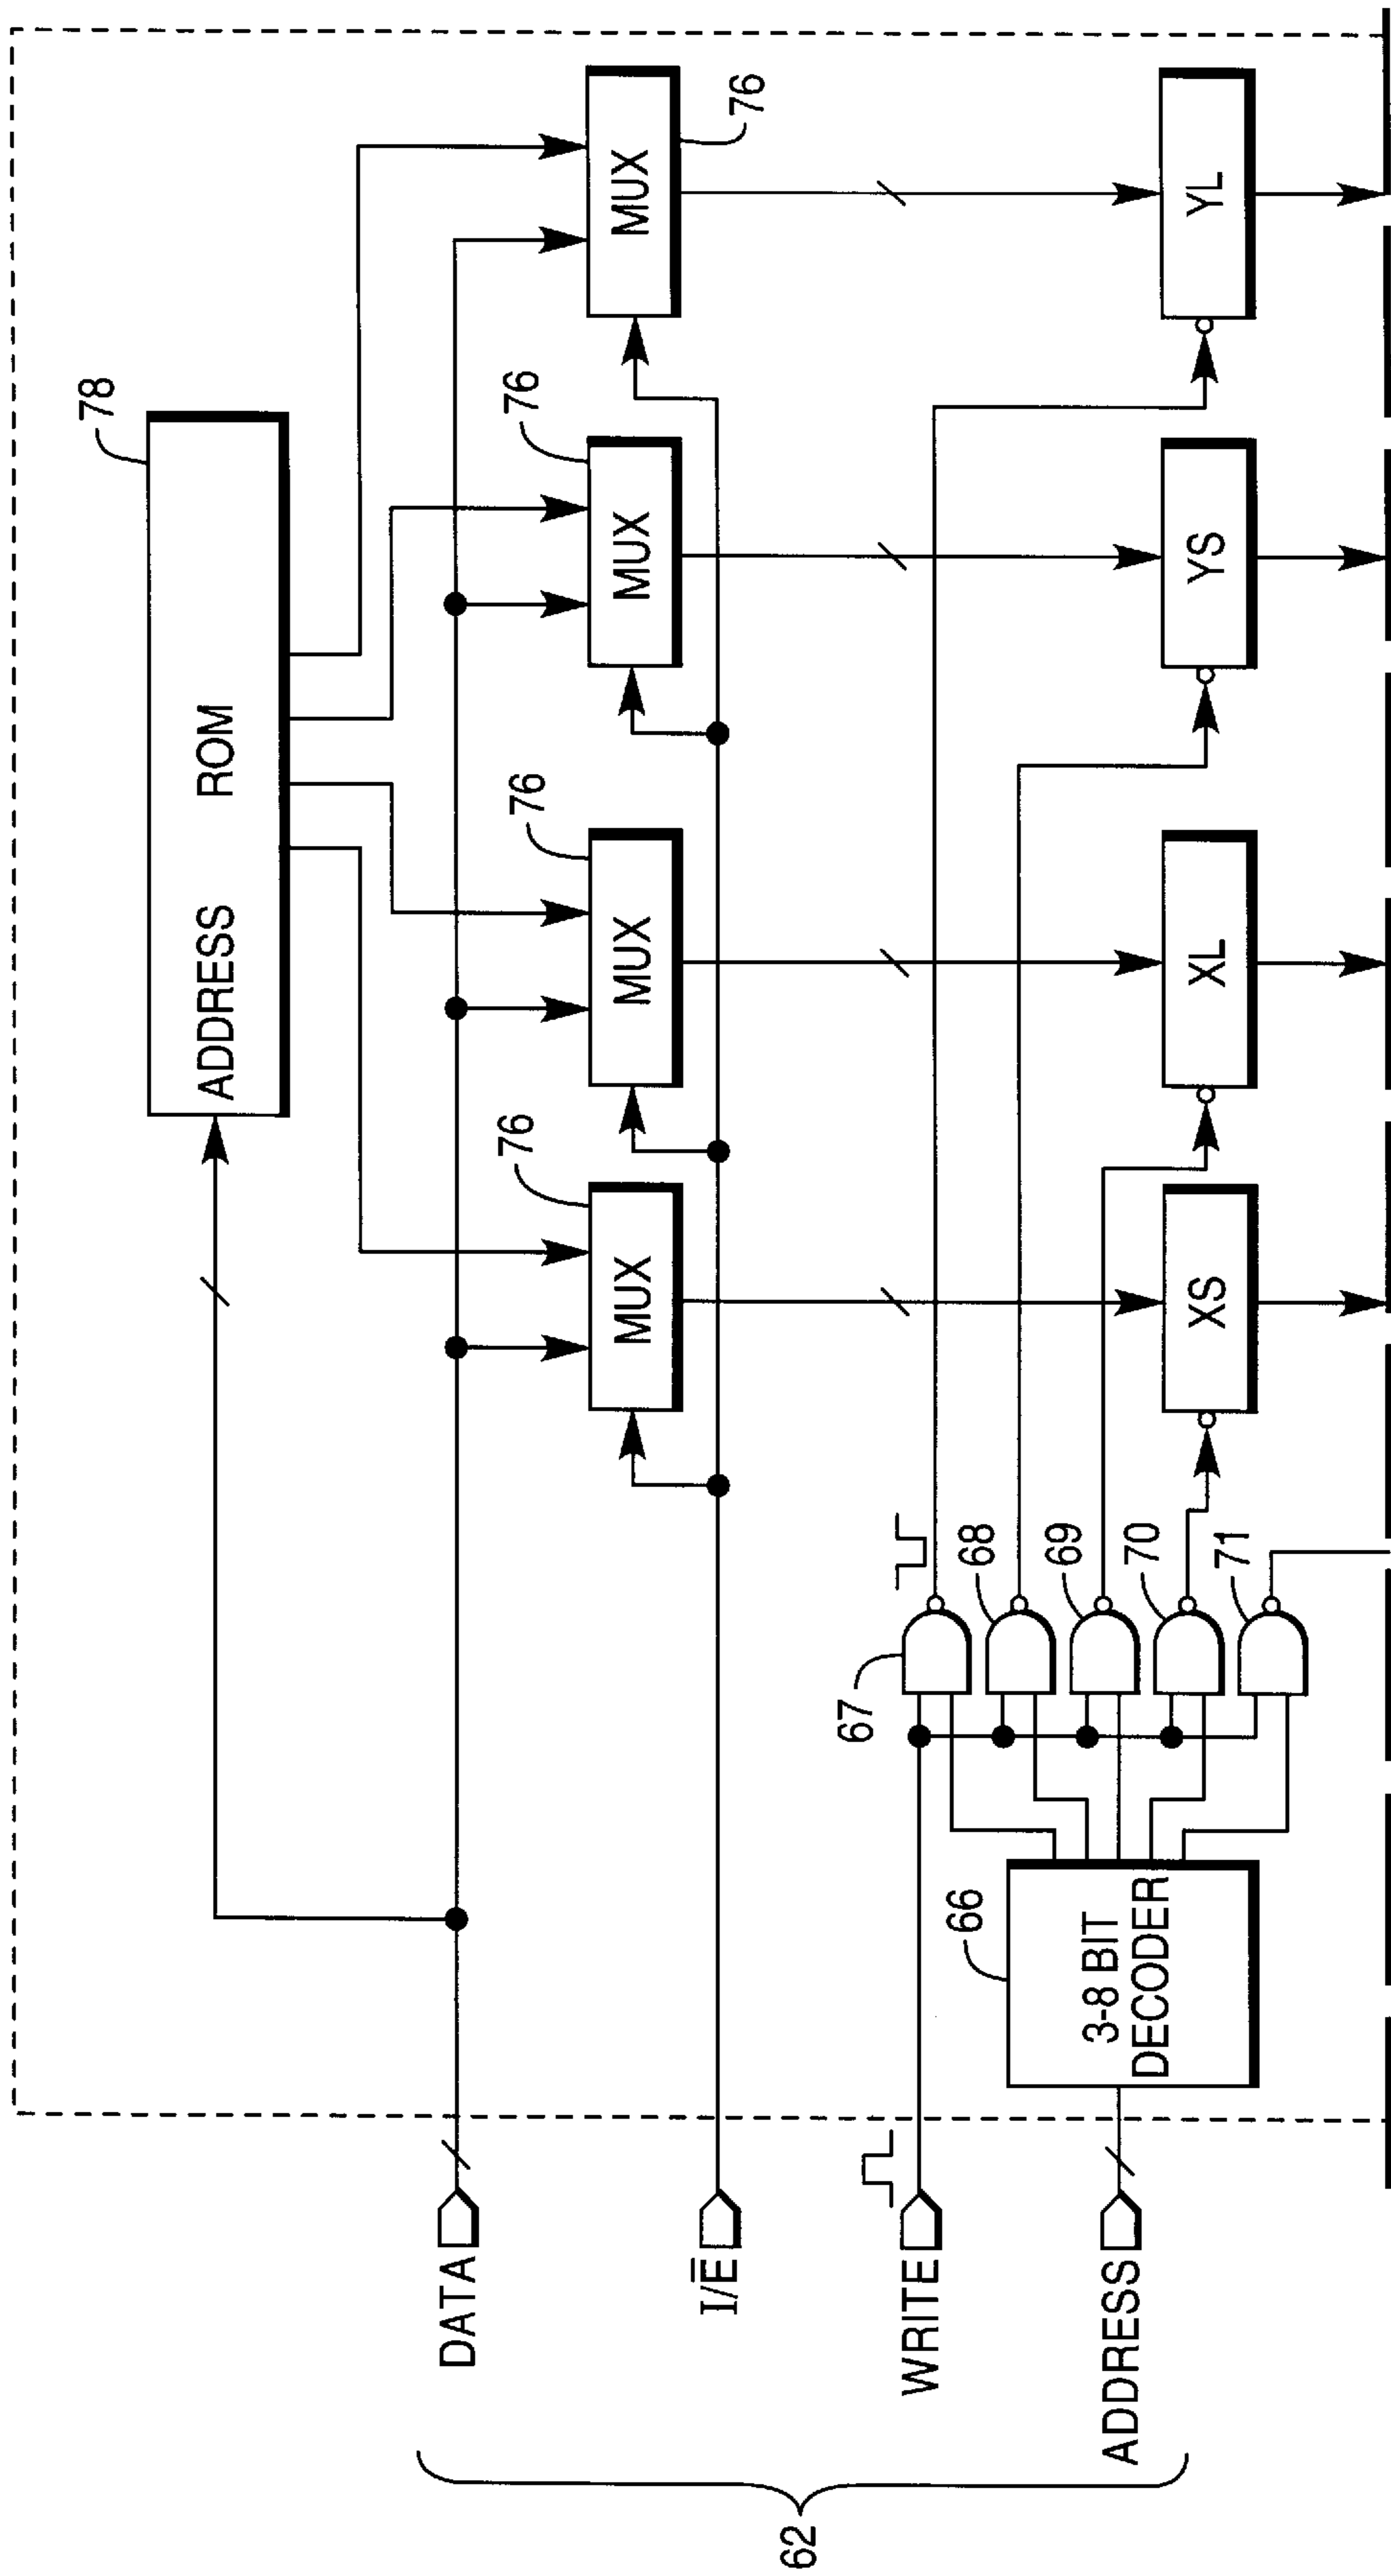 78
ADDRESS ROM
76
76
76
76
MUX
MUX
MUX
MUX
DATA
I/E̅
67
68
69
70
71
WRITE
66
3-8 BIT
DECODER
ADDRESS
XS
XL
YS
YL
62